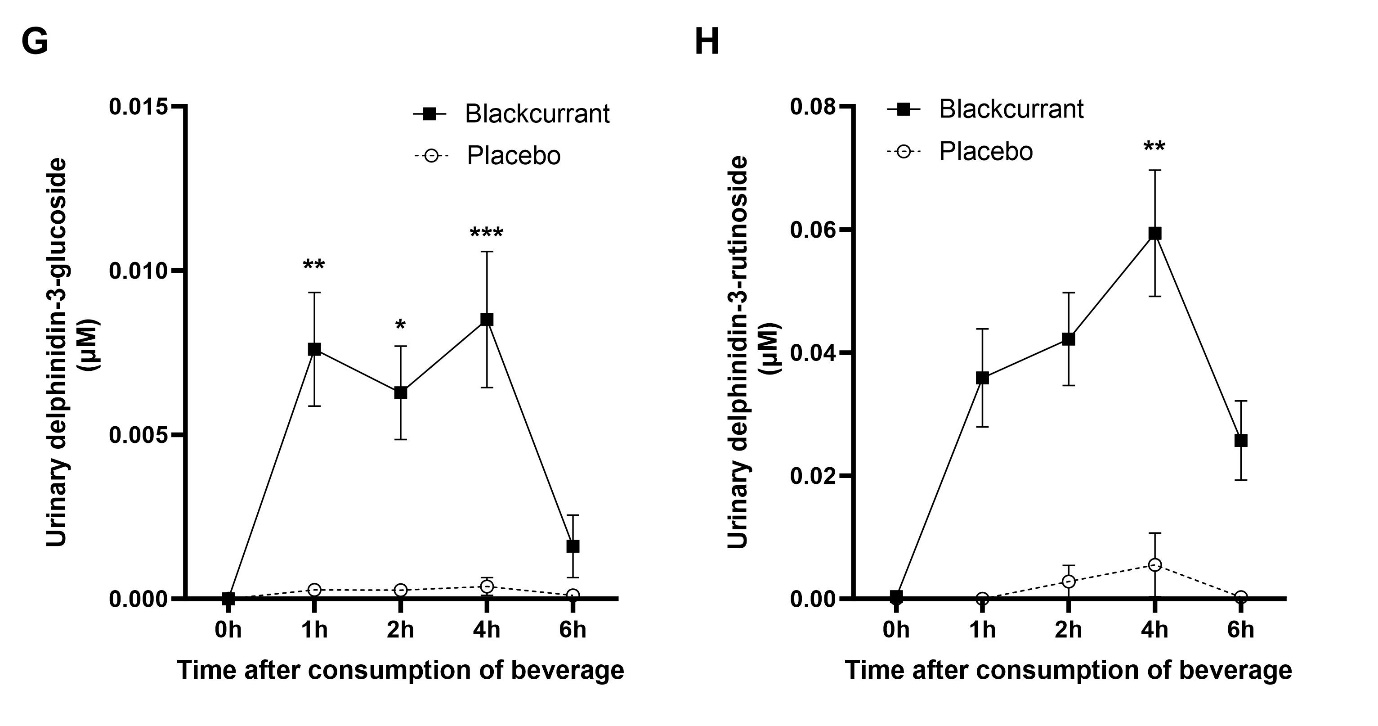 G
0.015
0.010
0.005
0.000
Urinary delphinidin-3-glucoside
(µM)
Blackcurrant
Placebo
**
*
***
0h 1h 2h 4h 6h
Time after consumption of beverage
H
0.08
0.06
0.04
0.02
0.00
Urinary delphinidin-3-rutinoside
(µM)
Blackcurrant
Placebo
**
0h 1h 2h 4h 6h
Time after consumption of beverage